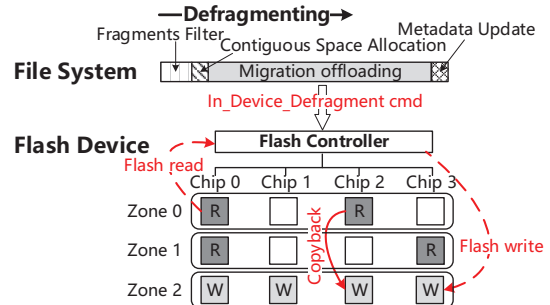 Defragmenting
Fragments Filter
Metadata Update
Contiguous Space Allocation
File System
Migration offloading
In_Device_Defragment cmd
Flash Device
Flash Controller
Flash read
Chip 0 Chip 1 Chip 2 Chip 3
Zone 0 R R
Copyback
Flash write
Zone 1 R R
Zone 2 W W W W